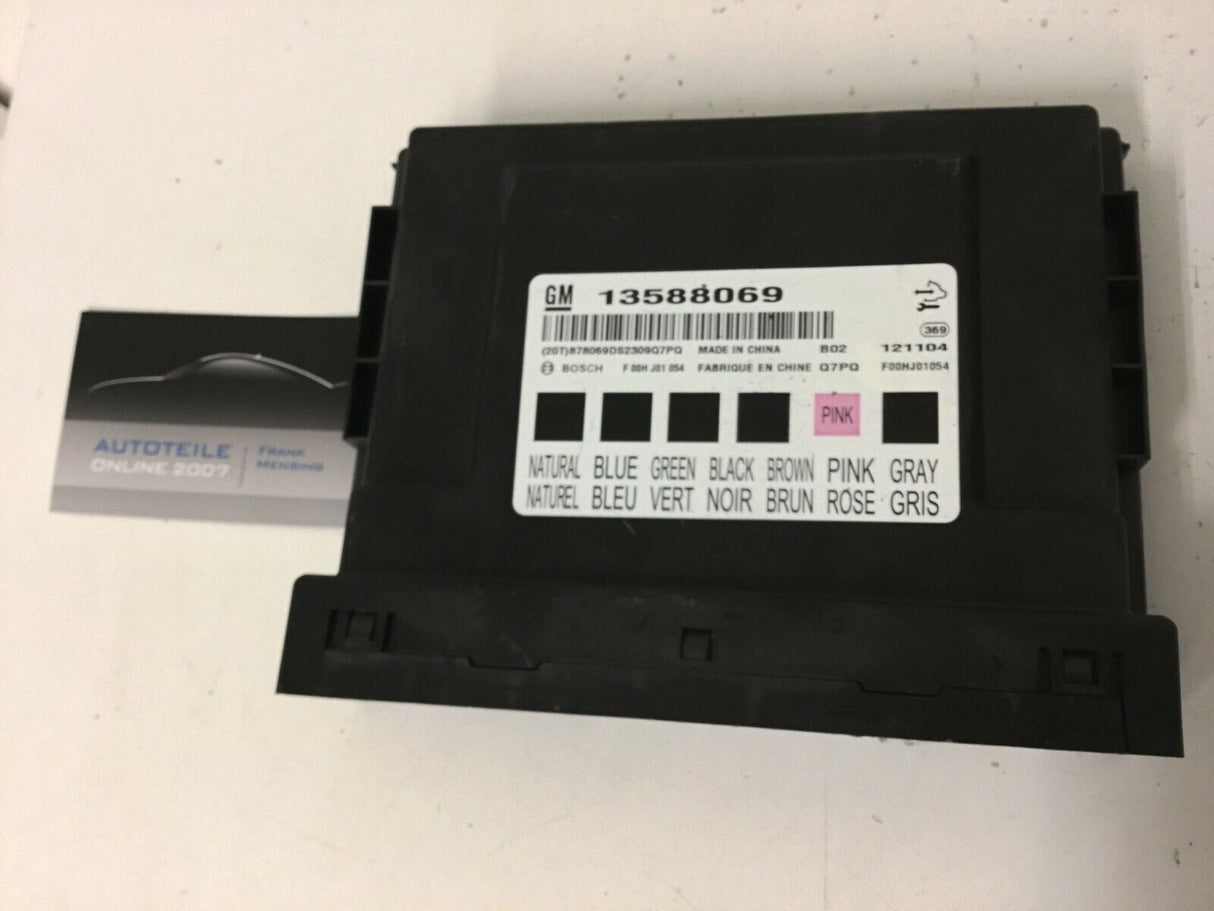 GM 13588069
369
(20T)878069DS2309Q7PQ MADE IN CHINA B02 121104
BOSCH F 00H J01 054 FABRIQUE EN CHINE Q7PQ F00HJ01054
PINK
NATURAL BLUE GREEN BLACK BROWN PINK GRAY
NATUREL BLEU VERT NOIR BRUN ROSE GRIS
AUTOTEILE
ONLINE 2007
FRANK
MENSING